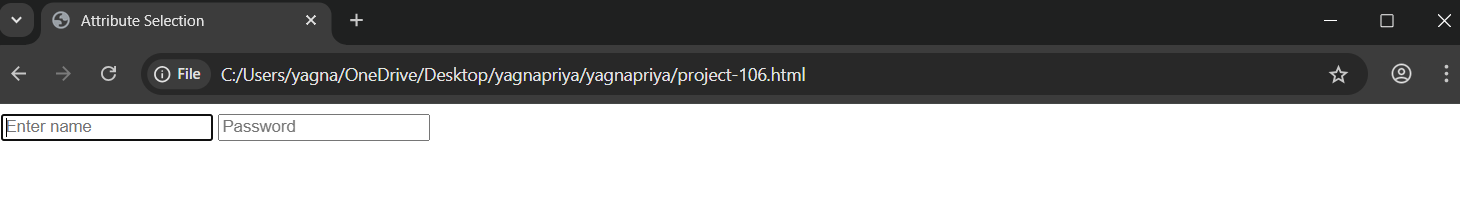 Attribute Selection
File C:/Users/yagna/OneDrive/Desktop/yagnapriya/yagnapriya/project-106.html
Enter name Password